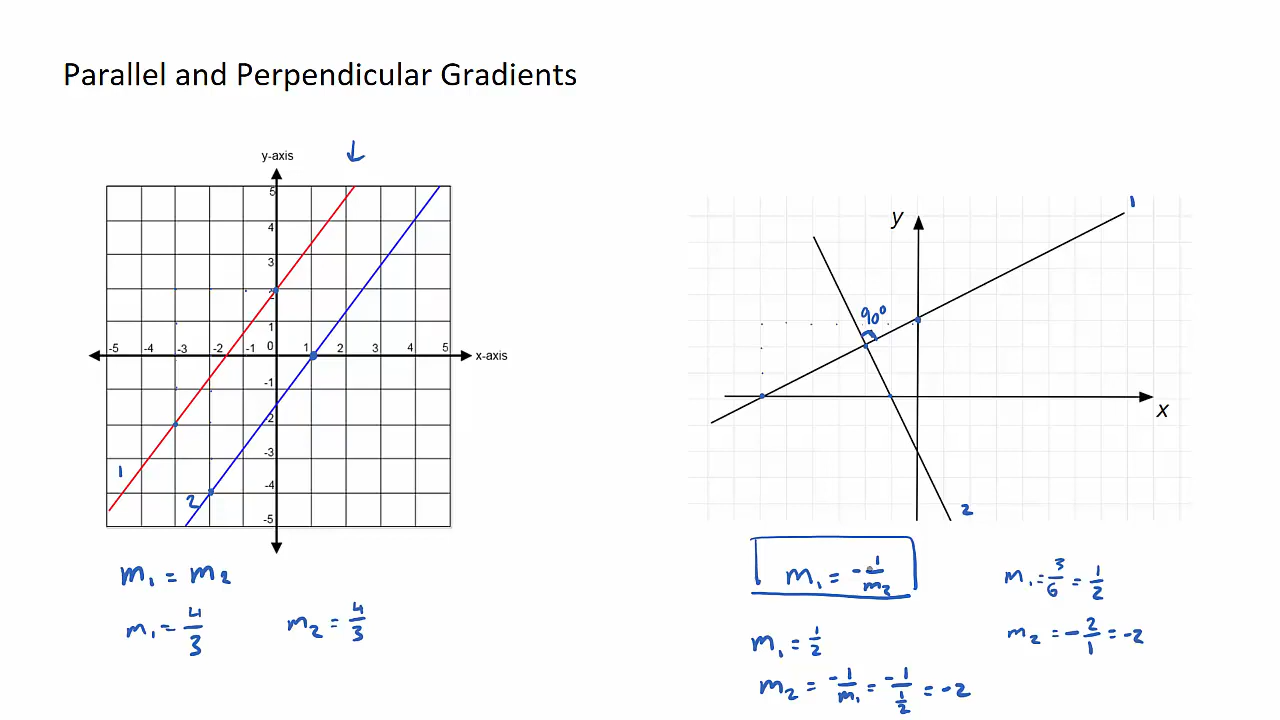 Parallel and Perpendicular Gradients
y-axis
5
4
3
2
1
-5 -4 -3 -2 -1 0 1 2 3 4 5 x-axis
-1
-2
-3
-4
-5
1
2
m₁ = m₂
m₁ = 4/3
m₂ = 4/3
y
1
90°
x
2
m₁ = -1/m₂
m₁ = 3/6 = 1/2
m₂ = -2/1 = -2
m₁ = 1/2
m₂ = -1/m₁ = -1/(1/2) = -2